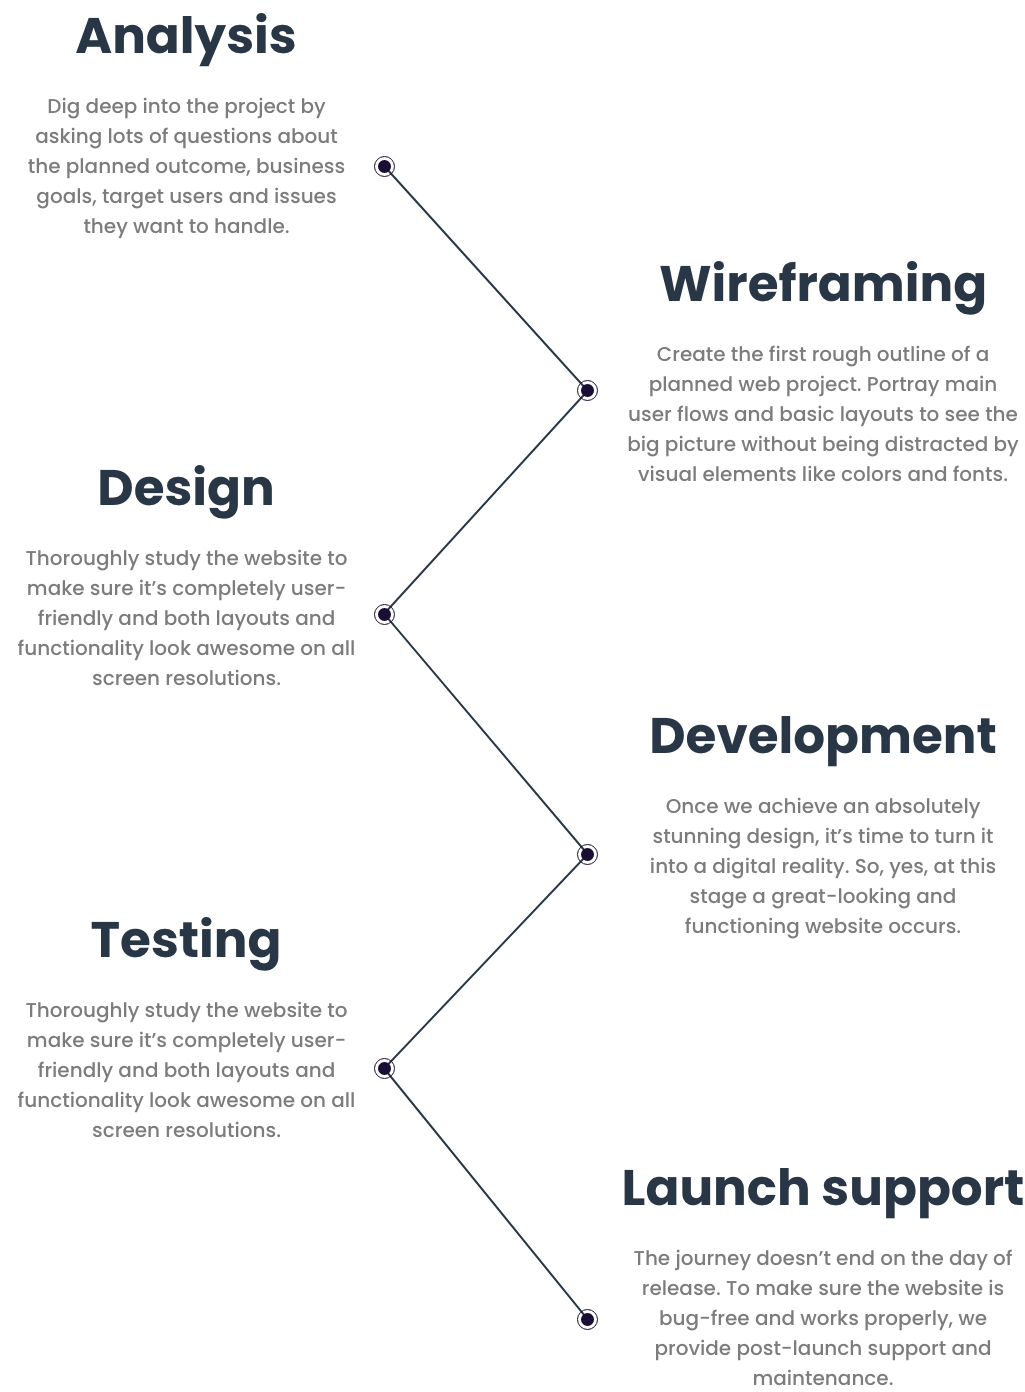 Analysis
Dig deep into the project by
asking lots of questions about
the planned outcome, business
goals, target users and issues
they want to handle.
Wireframing
Create the first rough outline of a
planned web project. Portray main
user flows and basic layouts to see the
big picture without being distracted by
visual elements like colors and fonts.
Design
Thoroughly study the website to
make sure it’s completely user-
friendly and both layouts and
functionality look awesome on all
screen resolutions.
Development
Once we achieve an absolutely
stunning design, it’s time to turn it
into a digital reality. So, yes, at this
stage a great-looking and
functioning website occurs.
Testing
Thoroughly study the website to
make sure it’s completely user-
friendly and both layouts and
functionality look awesome on all
screen resolutions.
Launch support
The journey doesn’t end on the day of
release. To make sure the website is
bug-free and works properly, we
provide post-launch support and
maintenance.